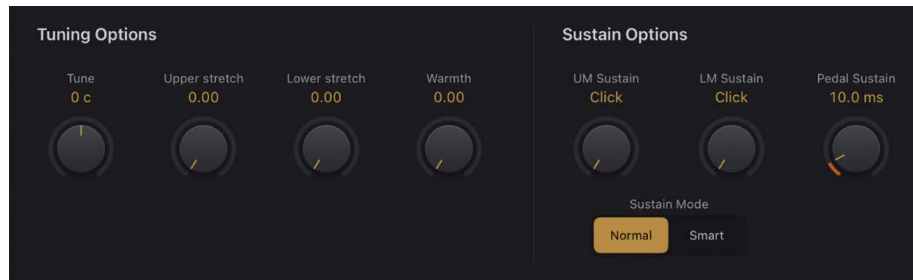 Tuning Options
Tune
0 c
Upper stretch
0.00
Lower stretch
0.00
Warmth
0.00
Sustain Options
UM Sustain
Click
LM Sustain
Click
Pedal Sustain
10.0 ms
Sustain Mode
Normal
Smart